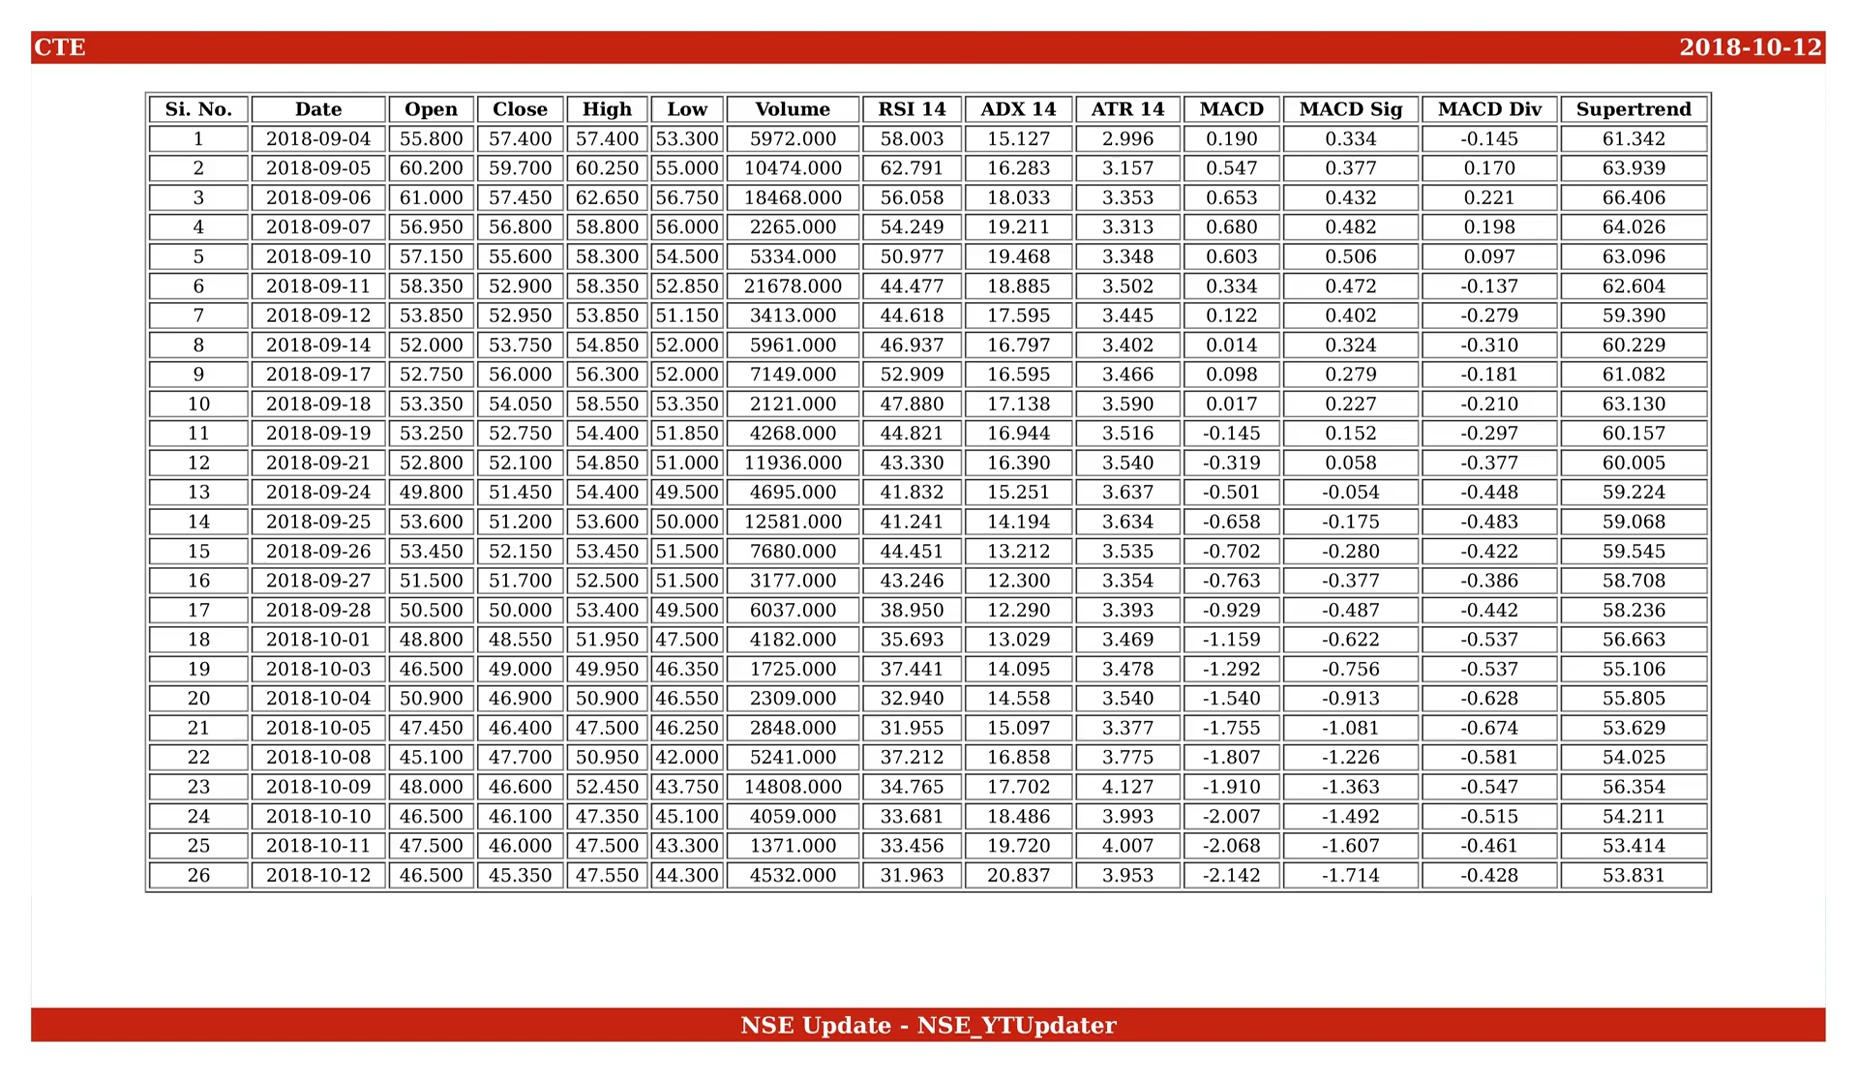 CTE 2018-10-12
Si. No. Date Open Close High Low Volume RSI 14 ADX 14 ATR 14 MACD MACD Sig MACD Div Supertrend
1 2018-09-04 55.800 57.400 57.400 53.300 5972.000 58.003 15.127 2.996 0.190 0.334 -0.145 61.342
2 2018-09-05 60.200 59.700 60.250 55.000 10474.000 62.791 16.283 3.157 0.547 0.377 0.170 63.939
3 2018-09-06 61.000 57.450 62.650 56.750 18468.000 56.058 18.033 3.353 0.653 0.432 0.221 66.406
4 2018-09-07 56.950 56.800 58.800 56.000 2265.000 54.249 19.211 3.313 0.680 0.482 0.198 64.026
5 2018-09-10 57.150 55.600 58.300 54.500 5334.000 50.977 19.468 3.348 0.603 0.506 0.097 63.096
6 2018-09-11 58.350 52.900 58.350 52.850 21678.000 44.477 18.885 3.502 0.334 0.472 -0.137 62.604
7 2018-09-12 53.850 52.950 53.850 51.150 3413.000 44.618 17.595 3.445 0.122 0.402 -0.279 59.390
8 2018-09-14 52.000 53.750 54.850 52.000 5961.000 46.937 16.797 3.402 0.014 0.324 -0.310 60.229
9 2018-09-17 52.750 56.000 56.300 52.000 7149.000 52.909 16.595 3.466 0.098 0.279 -0.181 61.082
10 2018-09-18 53.350 54.050 58.550 53.350 2121.000 47.880 17.138 3.590 0.017 0.227 -0.210 63.130
11 2018-09-19 53.250 52.750 54.400 51.850 4268.000 44.821 16.944 3.516 -0.145 0.152 -0.297 60.157
12 2018-09-21 52.800 52.100 54.850 51.000 11936.000 43.330 16.390 3.540 -0.319 0.058 -0.377 60.005
13 2018-09-24 49.800 51.450 54.400 49.500 4695.000 41.832 15.251 3.637 -0.501 -0.054 -0.448 59.224
14 2018-09-25 53.600 51.200 53.600 50.000 12581.000 41.241 14.194 3.634 -0.658 -0.175 -0.483 59.068
15 2018-09-26 53.450 52.150 53.450 51.500 7680.000 44.451 13.212 3.535 -0.702 -0.280 -0.422 59.545
16 2018-09-27 51.500 51.700 52.500 51.500 3177.000 43.246 12.300 3.354 -0.763 -0.377 -0.386 58.708
17 2018-09-28 50.500 50.000 53.400 49.500 6037.000 38.950 12.290 3.393 -0.929 -0.487 -0.442 58.236
18 2018-10-01 48.800 48.550 51.950 47.500 4182.000 35.693 13.029 3.469 -1.159 -0.622 -0.537 56.663
19 2018-10-03 46.500 49.000 49.950 46.350 1725.000 37.441 14.095 3.478 -1.292 -0.756 -0.537 55.106
20 2018-10-04 50.900 46.900 50.900 46.550 2309.000 32.940 14.558 3.540 -1.540 -0.913 -0.628 55.805
21 2018-10-05 47.450 46.400 47.500 46.250 2848.000 31.955 15.097 3.377 -1.755 -1.081 -0.674 53.629
22 2018-10-08 45.100 47.700 50.950 42.000 5241.000 37.212 16.858 3.775 -1.807 -1.226 -0.581 54.025
23 2018-10-09 48.000 46.600 52.450 43.750 14808.000 34.765 17.702 4.127 -1.910 -1.363 -0.547 56.354
24 2018-10-10 46.500 46.100 47.350 45.100 4059.000 33.681 18.486 3.993 -2.007 -1.492 -0.515 54.211
25 2018-10-11 47.500 46.000 47.500 43.300 1371.000 33.456 19.720 4.007 -2.068 -1.607 -0.461 53.414
26 2018-10-12 46.500 45.350 47.550 44.300 4532.000 31.963 20.837 3.953 -2.142 -1.714 -0.428 53.831
NSE Update - NSE_YTUpdater